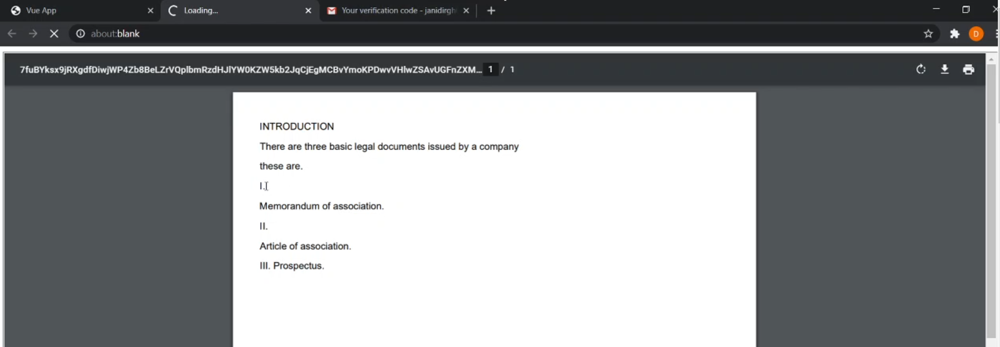 Vue App
Loading...
Your verification code - janidirgh
about:blank
7fuBYksx9jRXgdfDiwjWP4Zb8BeLZrVQplbmRzdHJlYW0KZW5kb2JqCjEgMCBvYmoKPDwvVHlwZSAvUGFnZXM... 1 / 1
D
INTRODUCTION
There are three basic legal documents issued by a company
these are.
I.
Memorandum of association.
II.
Article of association.
III. Prospectus.